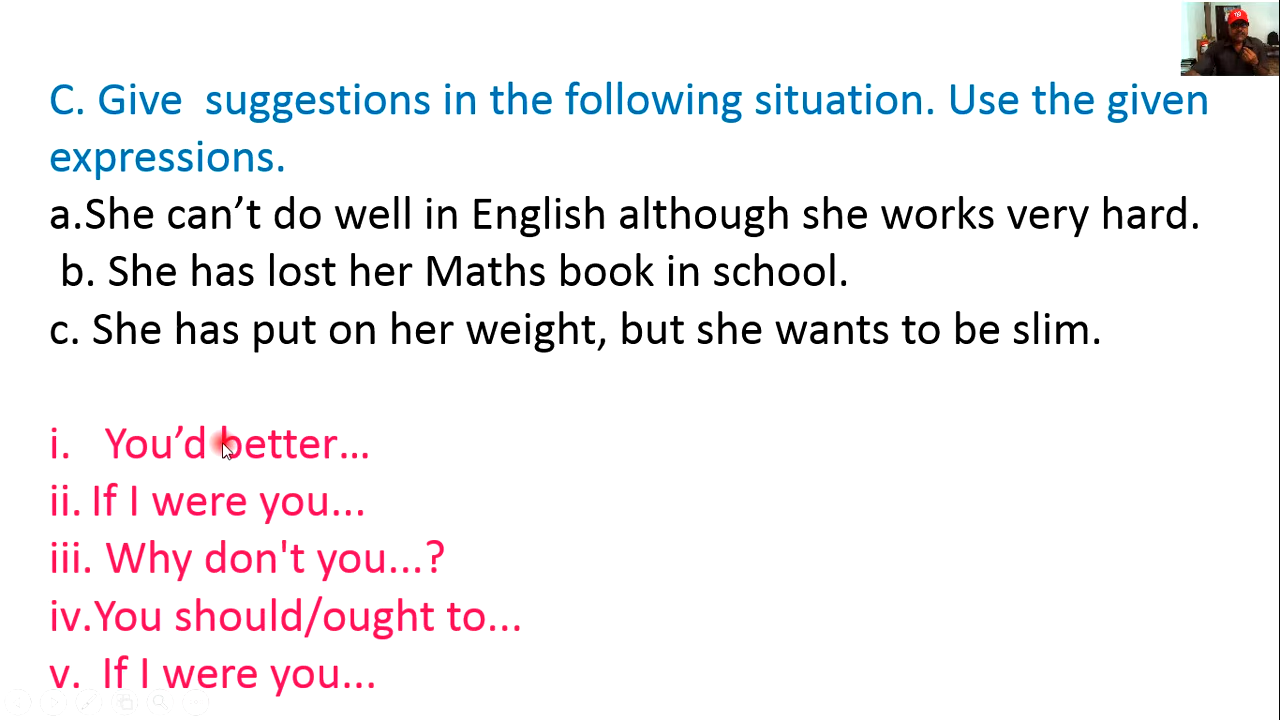 C. Give  suggestions in the following situation. Use the given
expressions.
a.She can’t do well in English although she works very hard.
b. She has lost her Maths book in school.
c. She has put on her weight, but she wants to be slim.
i.   You’d better...
ii. If I were you...
iii. Why don't you...?
iv.You should/ought to...
v.  If I were you...